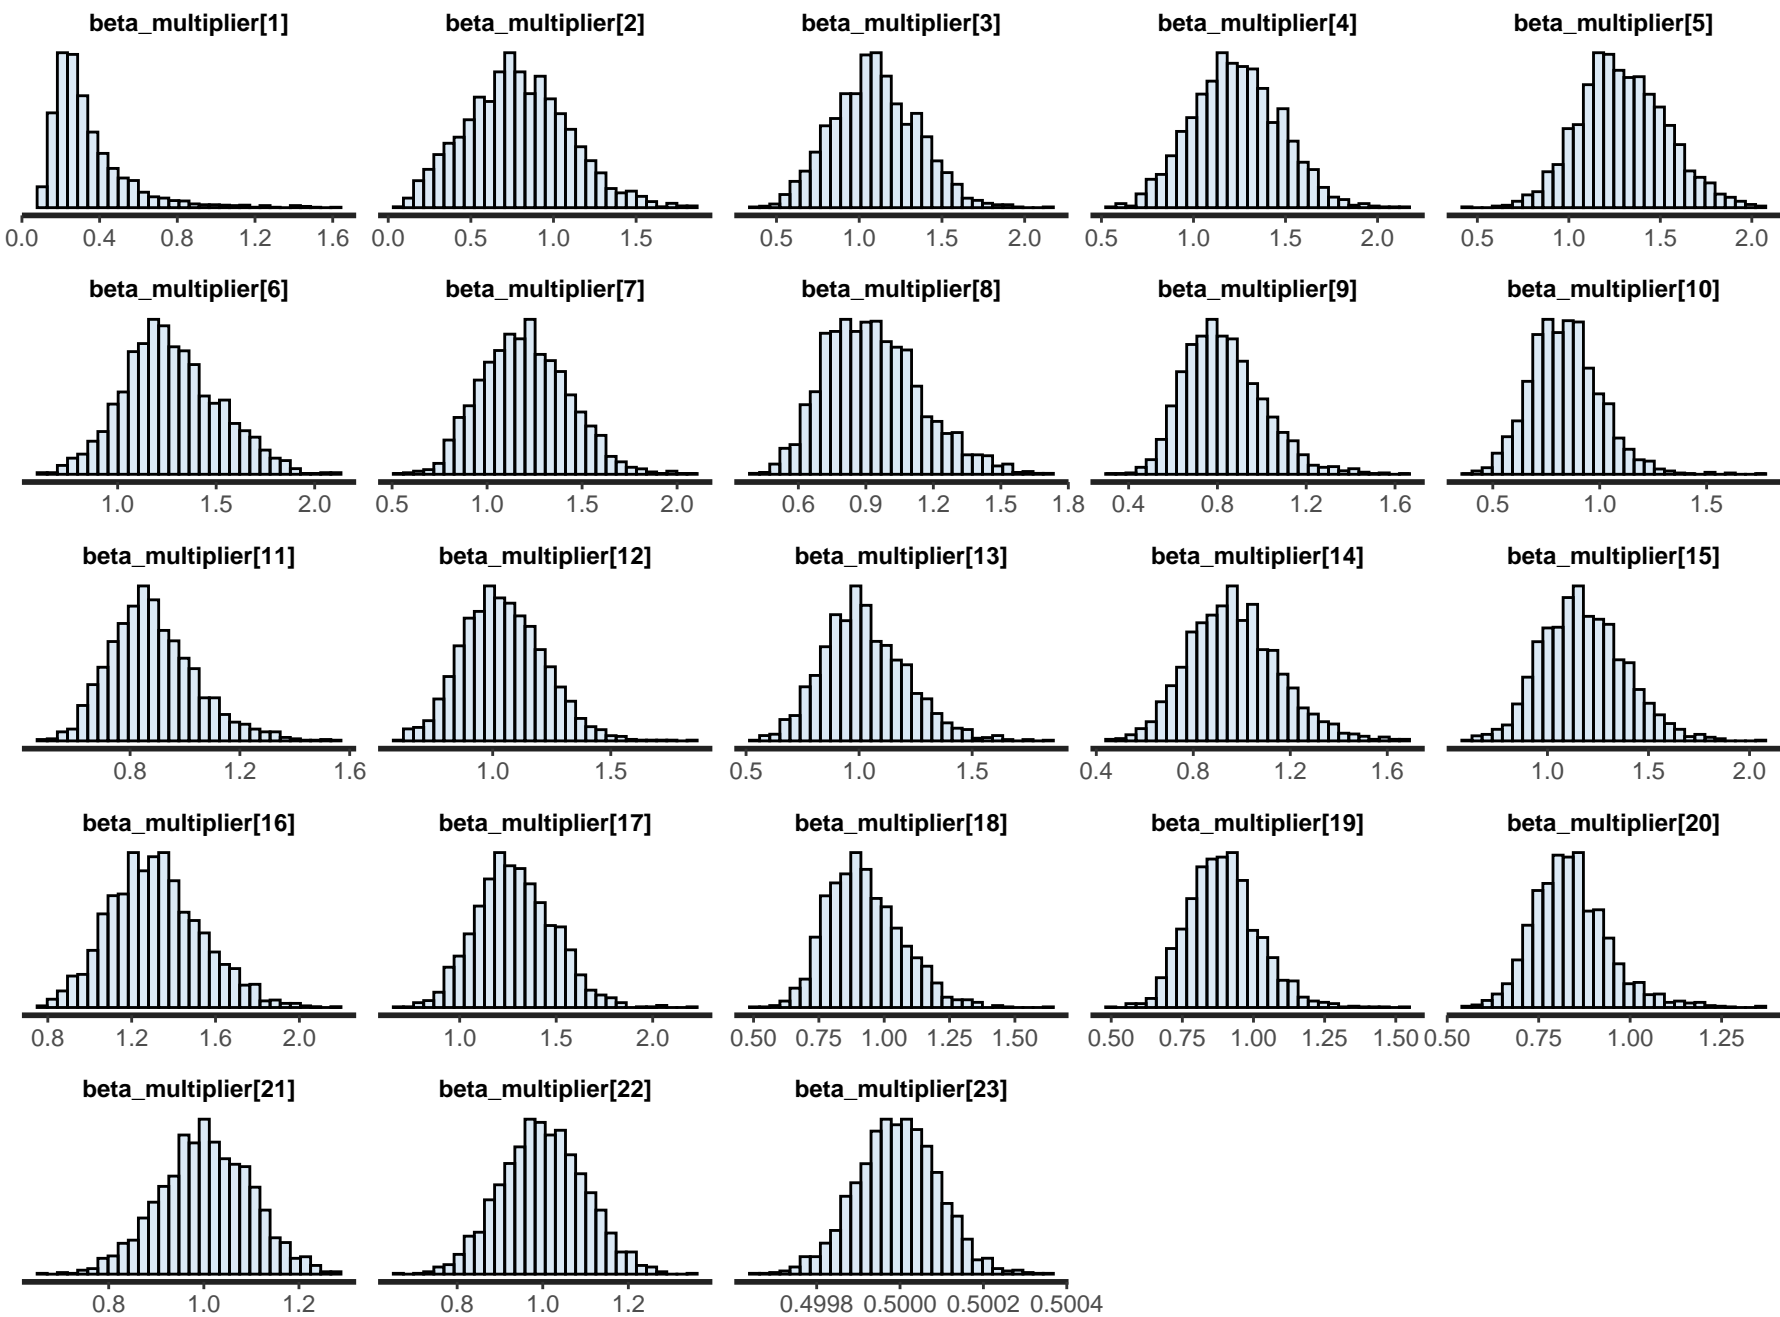 beta_multiplier[1] beta_multiplier[2] beta_multiplier[3] beta_multiplier[4] beta_multiplier[5]
0.0 0.4 0.8 1.2 1.6 0.0 0.5 1.0 1.5 0.5 1.0 1.5 2.0 0.5 1.0 1.5 2.0 0.5 1.0 1.5 2.0
beta_multiplier[6] beta_multiplier[7] beta_multiplier[8] beta_multiplier[9] beta_multiplier[10]
1.0 1.5 2.0 0.5 1.0 1.5 2.0 0.6 0.9 1.2 1.5 1.8 0.4 0.8 1.2 1.6 0.5 1.0 1.5
beta_multiplier[11] beta_multiplier[12] beta_multiplier[13] beta_multiplier[14] beta_multiplier[15]
0.8 1.2 1.6 1.0 1.5 0.5 1.0 1.5 0.4 0.8 1.2 1.6 1.0 1.5 2.0
beta_multiplier[16] beta_multiplier[17] beta_multiplier[18] beta_multiplier[19] beta_multiplier[20]
0.8 1.2 1.6 2.0 1.0 1.5 2.0 0.50 0.75 1.00 1.25 1.50 0.50 0.75 1.00 1.25 1.50 0.50 0.75 1.00 1.25
beta_multiplier[21] beta_multiplier[22] beta_multiplier[23]
0.8 1.0 1.2 0.8 1.0 1.2 0.4998 0.5000 0.5002 0.5004